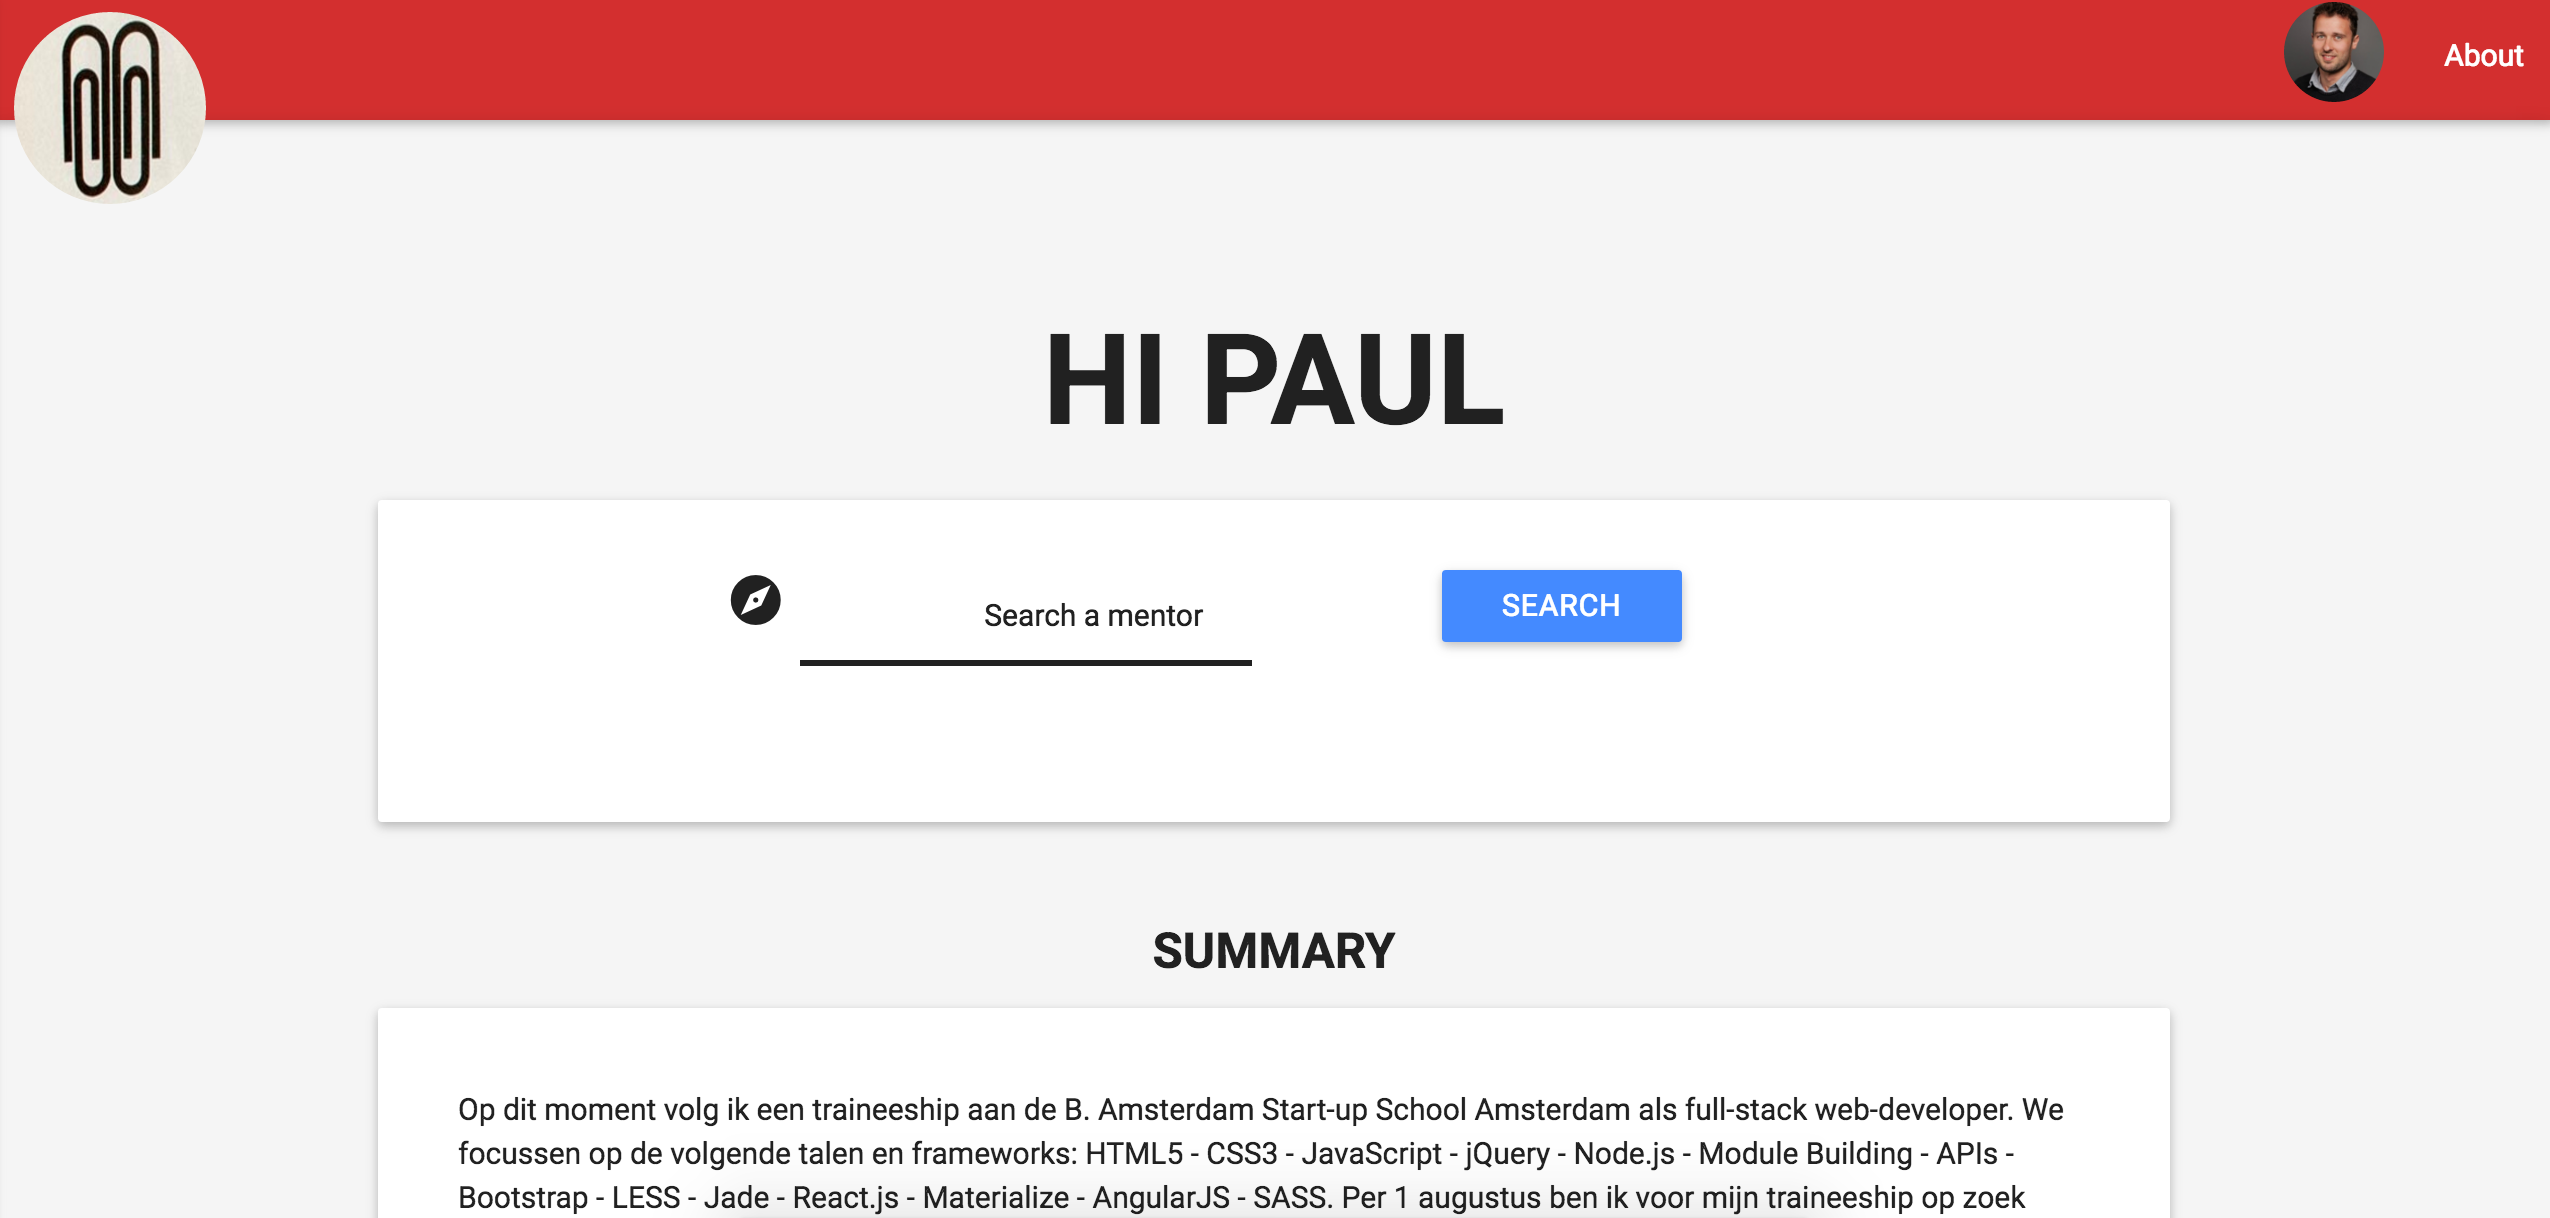 About
HI PAUL
Search a mentor
SEARCH
SUMMARY
Op dit moment volg ik een traineeship aan de B. Amsterdam Start-up School Amsterdam als full-stack web-developer. We
focussen op de volgende talen en frameworks: HTML5 - CSS3 - JavaScript - jQuery - Node.js - Module Building - APIs -
Bootstrap - LESS - Jade - React.js - Materialize - AngularJS - SASS. Per 1 augustus ben ik voor mijn traineeship op zoek